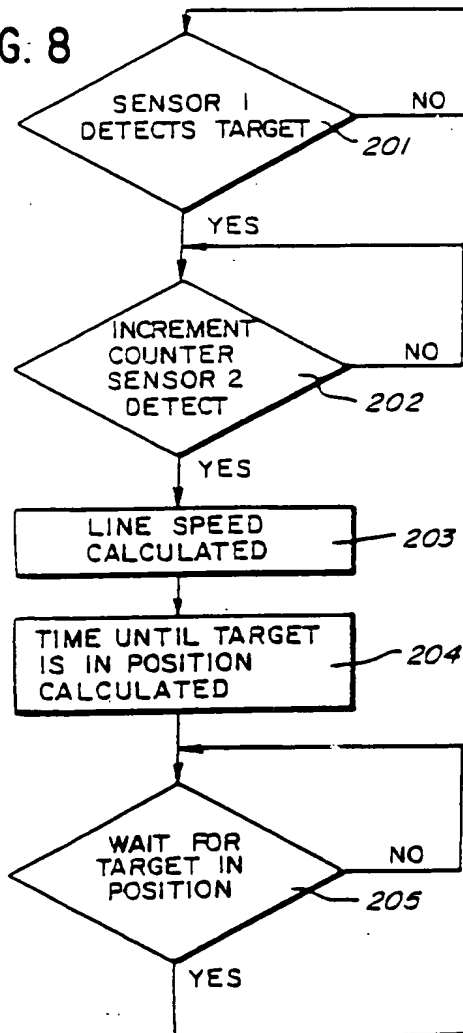 G. 8
SENSOR 1
DETECTS TARGET
NO
201
YES
INCREMENT
COUNTER
SENSOR 2
DETECT
NO
202
YES
LINE SPEED
CALCULATED
203
TIME UNTIL TARGET
IS IN POSITION
CALCULATED
204
WAIT FOR
TARGET IN
POSITION
NO
205
YES